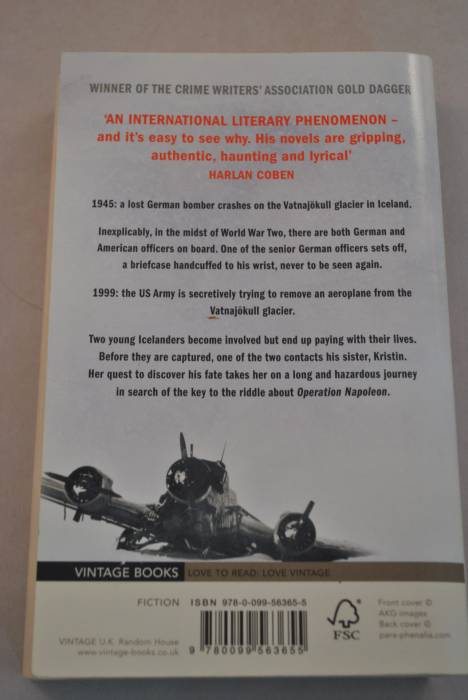 WINNER OF THE CRIME WRITERS' ASSOCIATION GOLD DAGGER
'AN INTERNATIONAL LITERARY PHENOMENON –
and it's easy to see why. His novels are gripping,
authentic, haunting and lyrical'
HARLAN COBEN
1945: a lost German bomber crashes on the Vatnajökull glacier in Iceland.
Inexplicably, in the midst of World War Two, there are both German and
American officers on board. One of the senior German officers sets off,
a briefcase handcuffed to his wrist, never to be seen again.
1999: the US Army is secretively trying to remove an aeroplane from the
Vatnajökull glacier.
Two young Icelanders become involved but end up paying with their lives.
Before they are captured, one of the two contacts his sister, Kristin.
Her quest to discover his fate takes her on a long and hazardous journey
in search of the key to the riddle about Operation Napoleon.
VINTAGE BOOKS LOVE TO READ: LOVE VINTAGE
FICTION ISBN 978-0-099-56365-5
VINTAGE U.K. Random House
www.vintage-books.co.uk
9 780099 563655
FSC
Front cover ©
AKG images
Back cover ©
para-phenalia.com